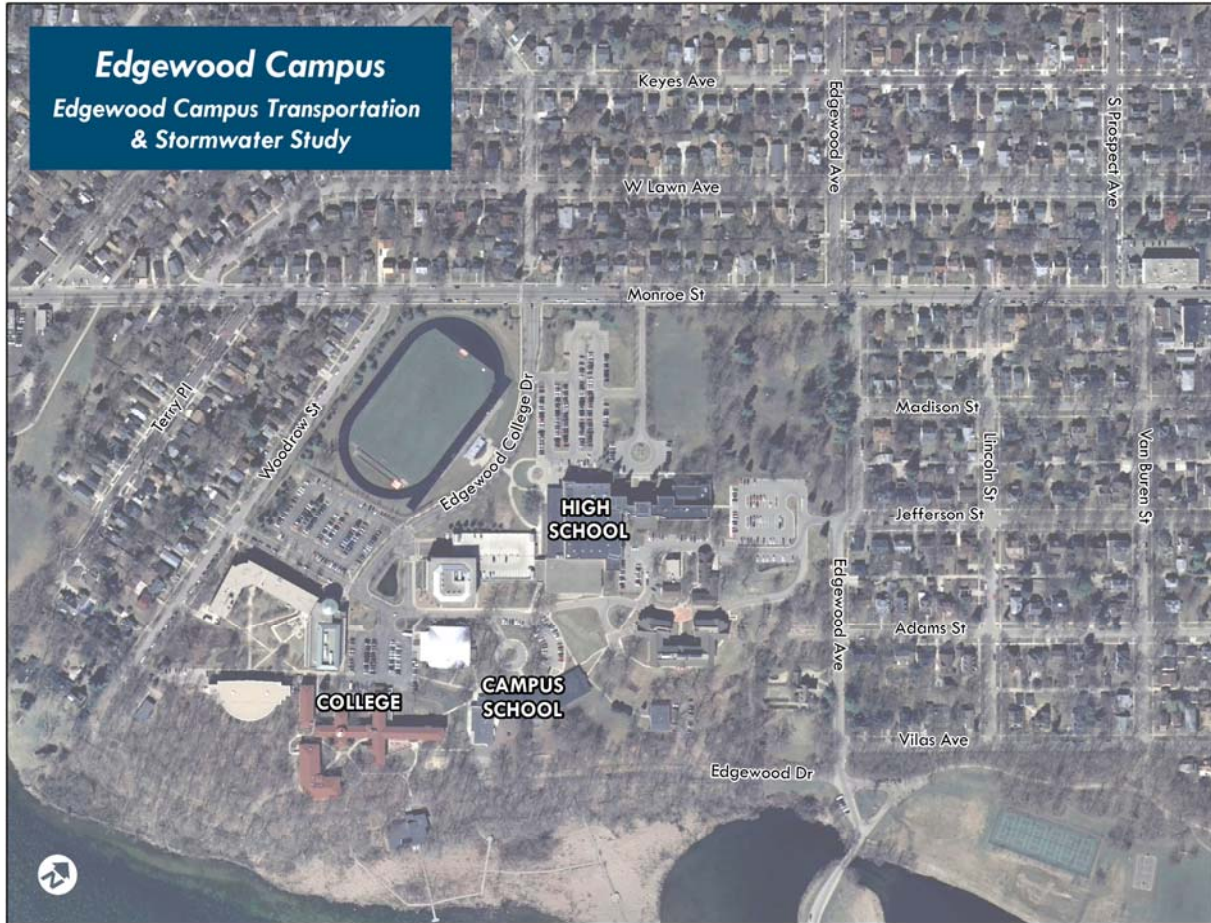 Edgewood Campus
Edgewood Campus Transportation
& Stormwater Study
Keyes Ave
Edgewood Ave
S Prospect Ave
W Lawn Ave
Monroe St
Terry Pl
Woodrow St
Edgewood College Dr
Madison St
Lincoln St
Van Buren St
HIGH
SCHOOL
Jefferson St
Edgewood Ave
Adams St
CAMPUS
SCHOOL
COLLEGE
Vilas Ave
Edgewood Dr
N